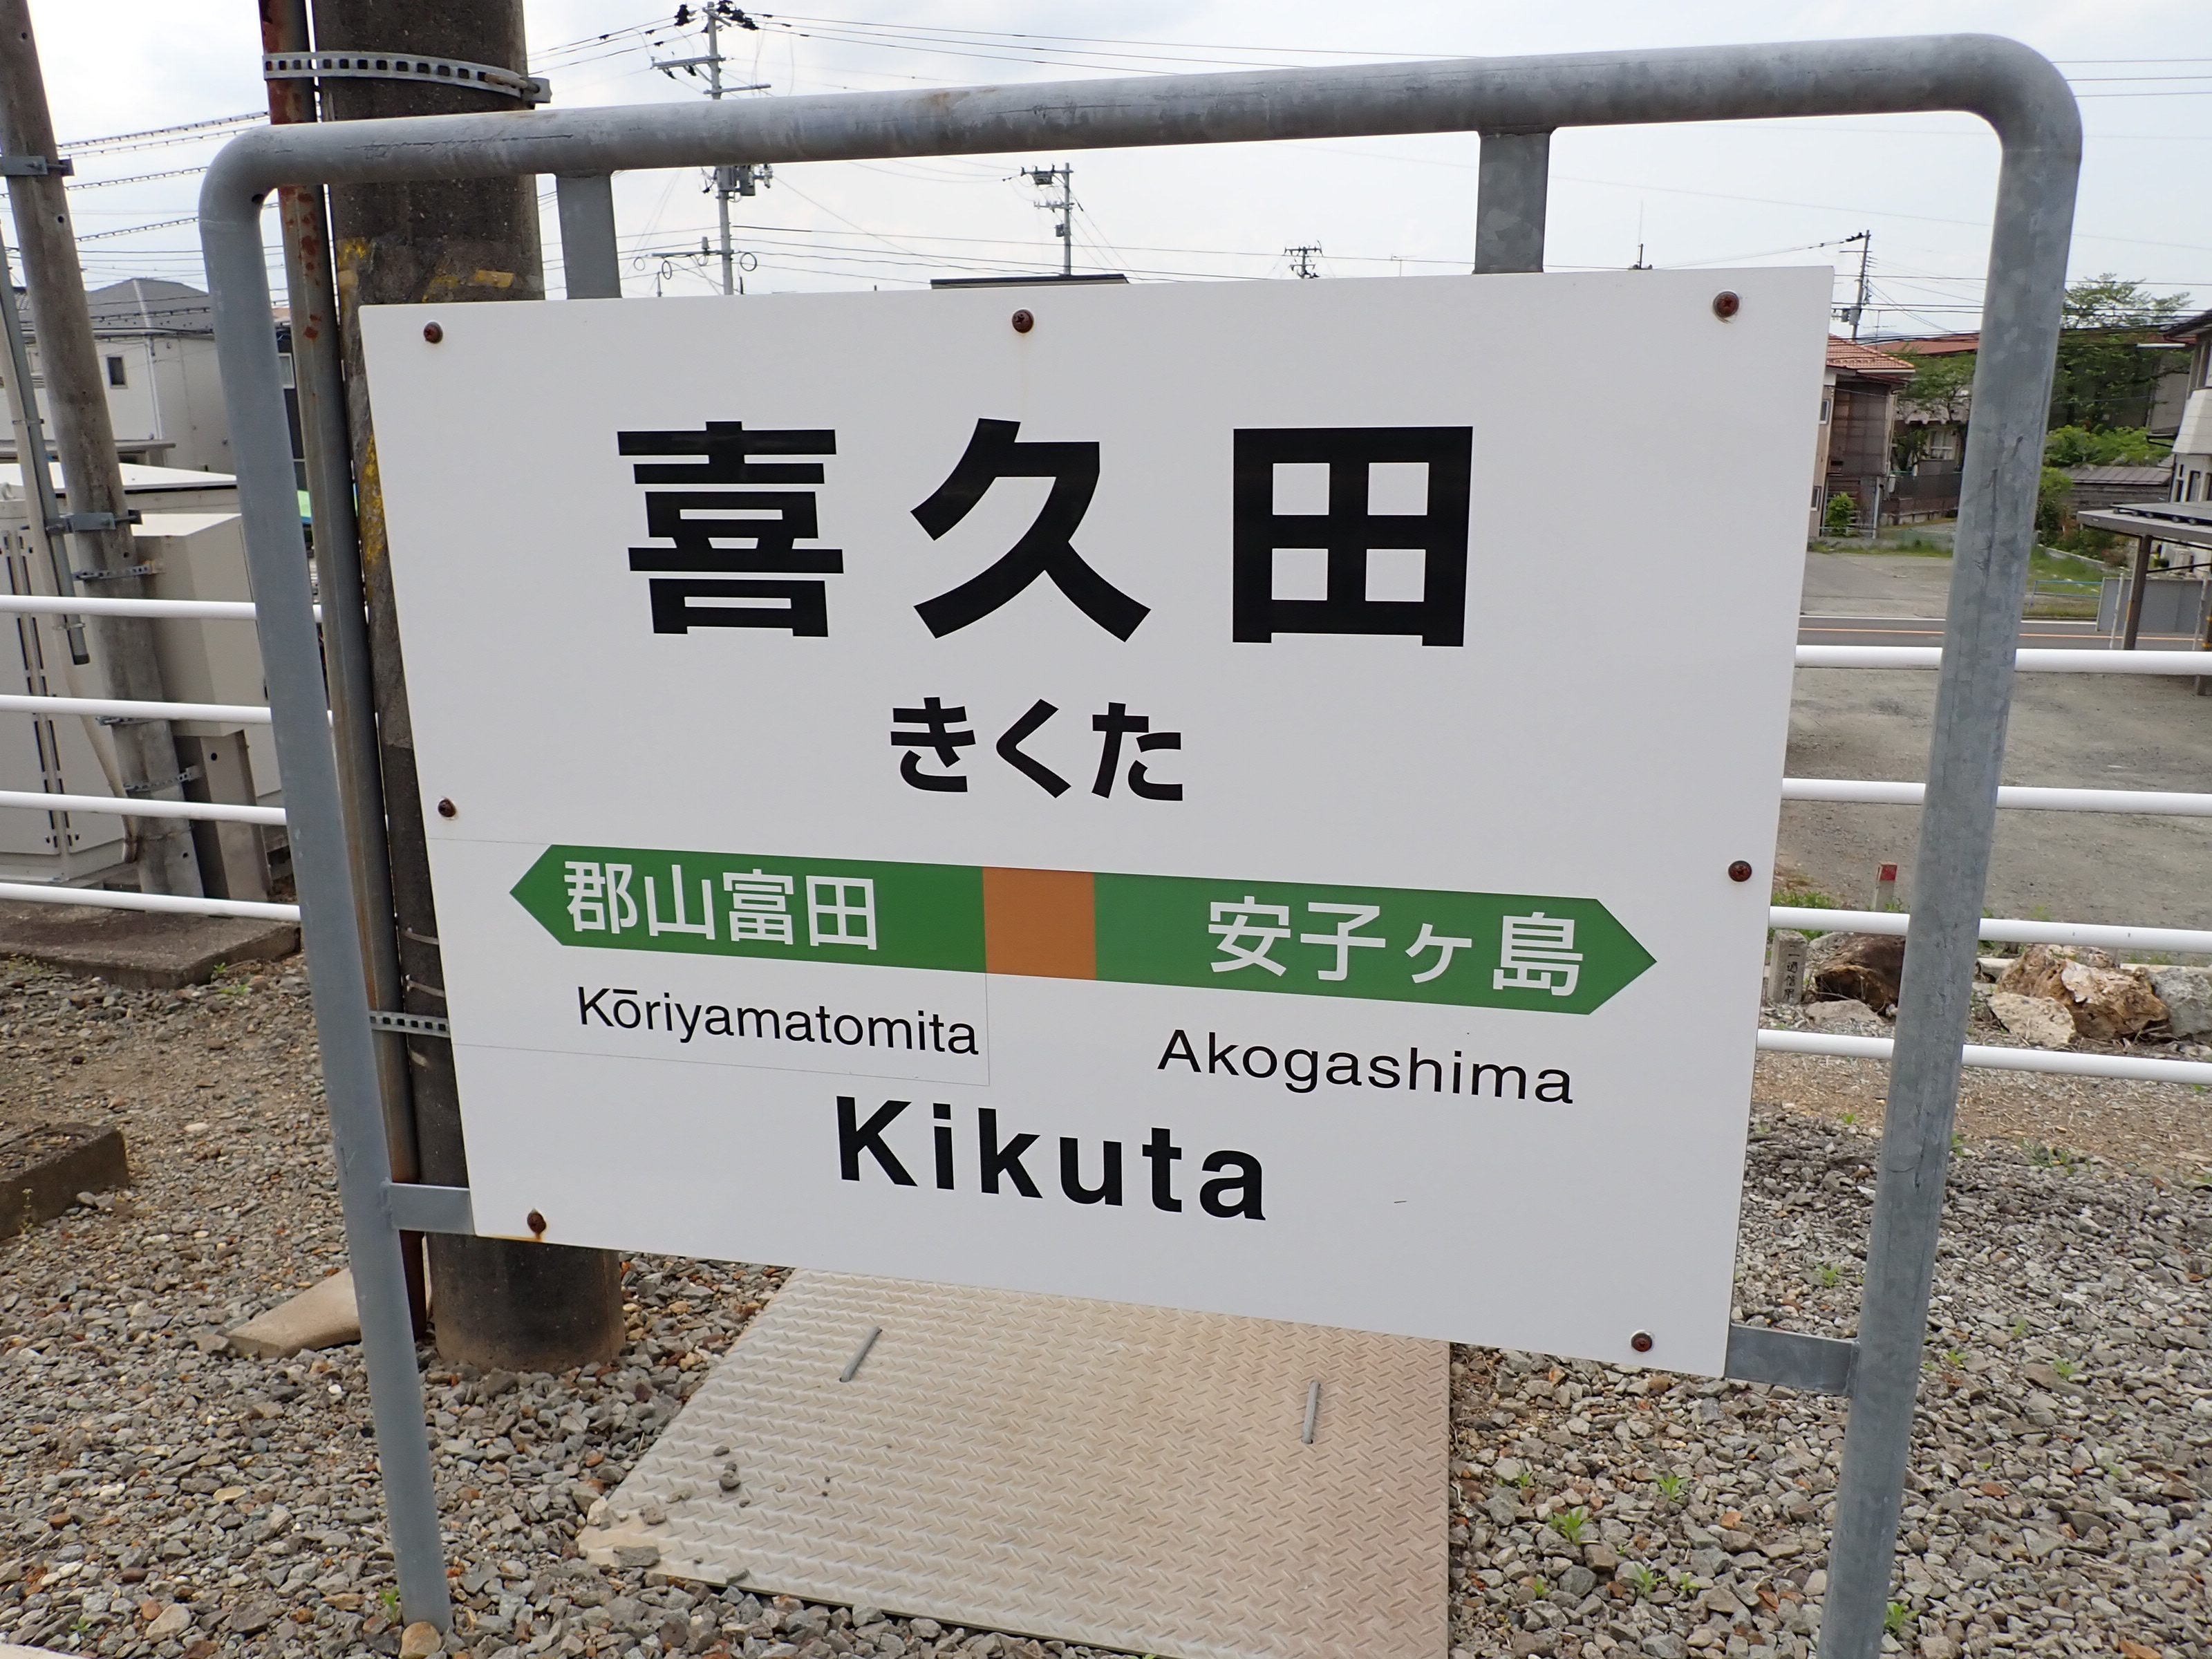 喜久田
きくた
郡山富田 安子ヶ島
Kōriyamatomita Akogashima
Kikuta